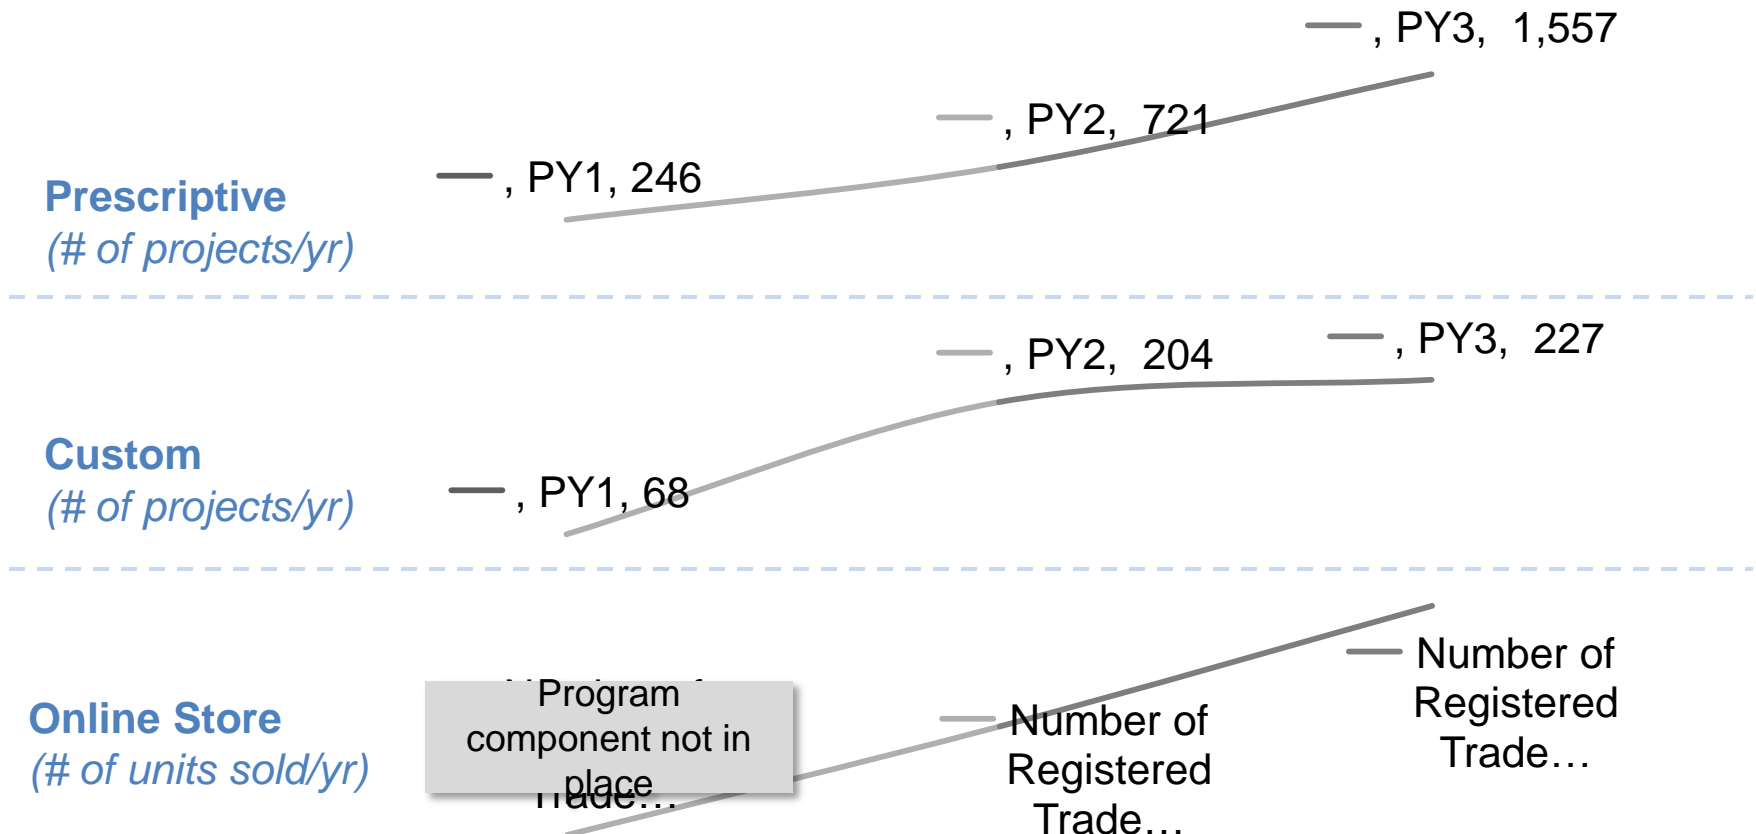 , PY3, 1,557
, PY2, 721
, PY1, 246
Prescriptive
(# of projects/yr)
, PY3, 227
, PY2, 204
Custom
(# of projects/yr)
, PY1, 68
Number of
Registered
Trade…
Program
component not in
place
Trade…
Online Store
(# of units sold/yr)
Number of
Registered
Trade…